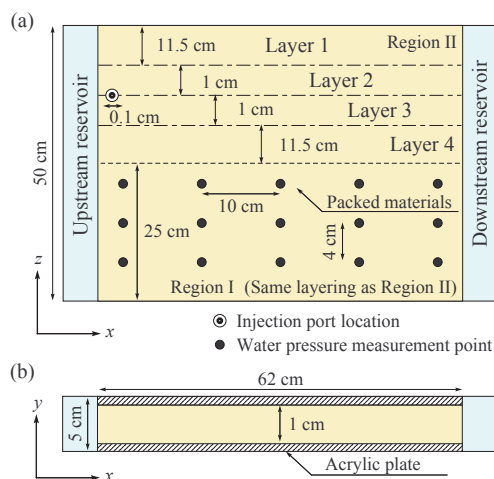 (a)
11.5 cm
Layer 1
Region II
1 cm
Layer 2
0.1 cm
1 cm
Layer 3
11.5 cm
Layer 4
Upstream reservoir
Downstream reservoir
50 cm
Packed materials
10 cm
25 cm
4 cm
z
Region I (Same layering as Region II)
x
Injection port location
Water pressure measurement point
(b)
62 cm
y
5 cm
1 cm
x
Acrylic plate